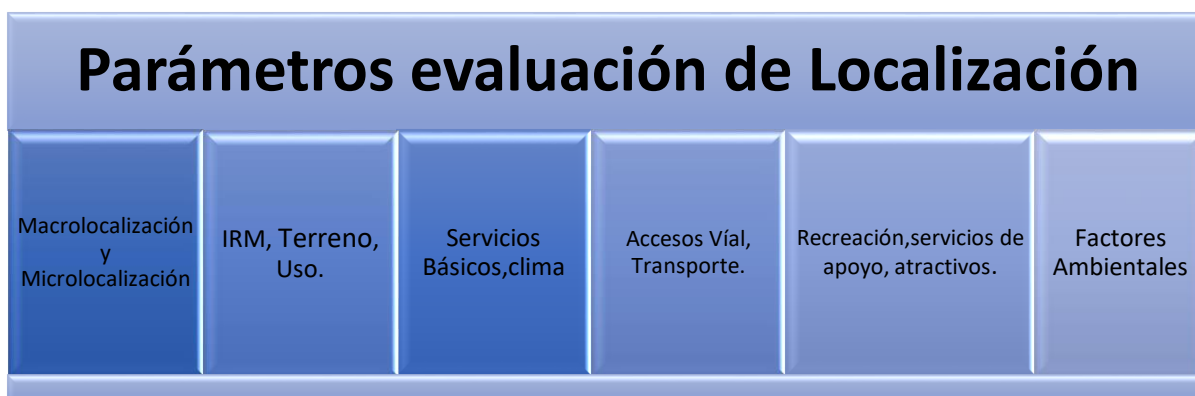 Parámetros evaluación de Localización
Macrolocalización
y
Microlocalización
IRM, Terreno,
Uso.
Servicios
Básicos,clima
Accesos Víal,
Transporte.
Recreación,servicios de
apoyo, atractivos.
Factores
Ambientales